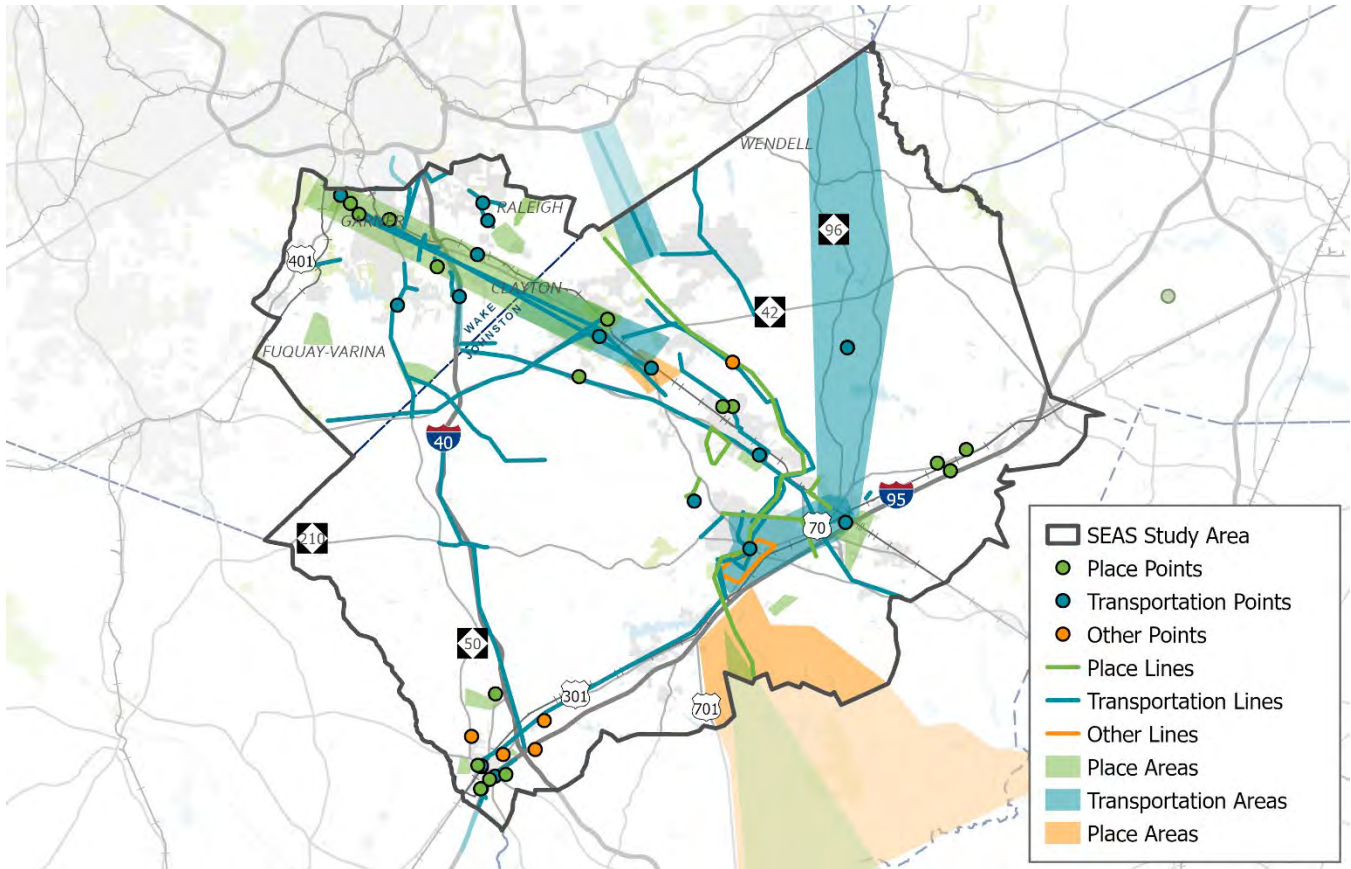 WENDELL
RALEIGH
GARNER
96
401
CLAYTON
WAKE
JOHNSTON
42
FUQUAY-VARINA
40
95
70
210
50
301
701
SEAS Study Area
Place Points
Transportation Points
Other Points
Place Lines
Transportation Lines
Other Lines
Place Areas
Transportation Areas
Place Areas